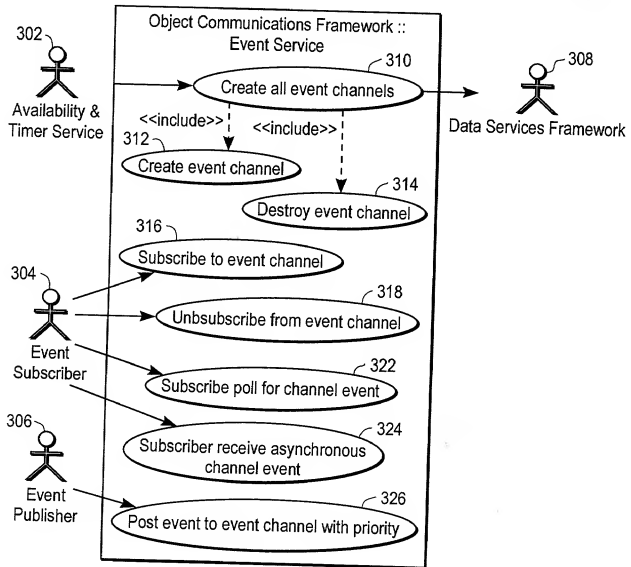 Object Communications Framework ::
Event Service
302
310
308
Create all event channels
Availability &
Timer Service
Data Services Framework
<<include>>
<<include>>
312
Create event channel
314
Destroy event channel
316
Subscribe to event channel
304
318
Unbsubscribe from event channel
Event
Subscriber
322
Subscribe poll for channel event
306
324
Subscriber receive asynchronous
channel event
326
Event
Publisher
Post event to event channel with priority